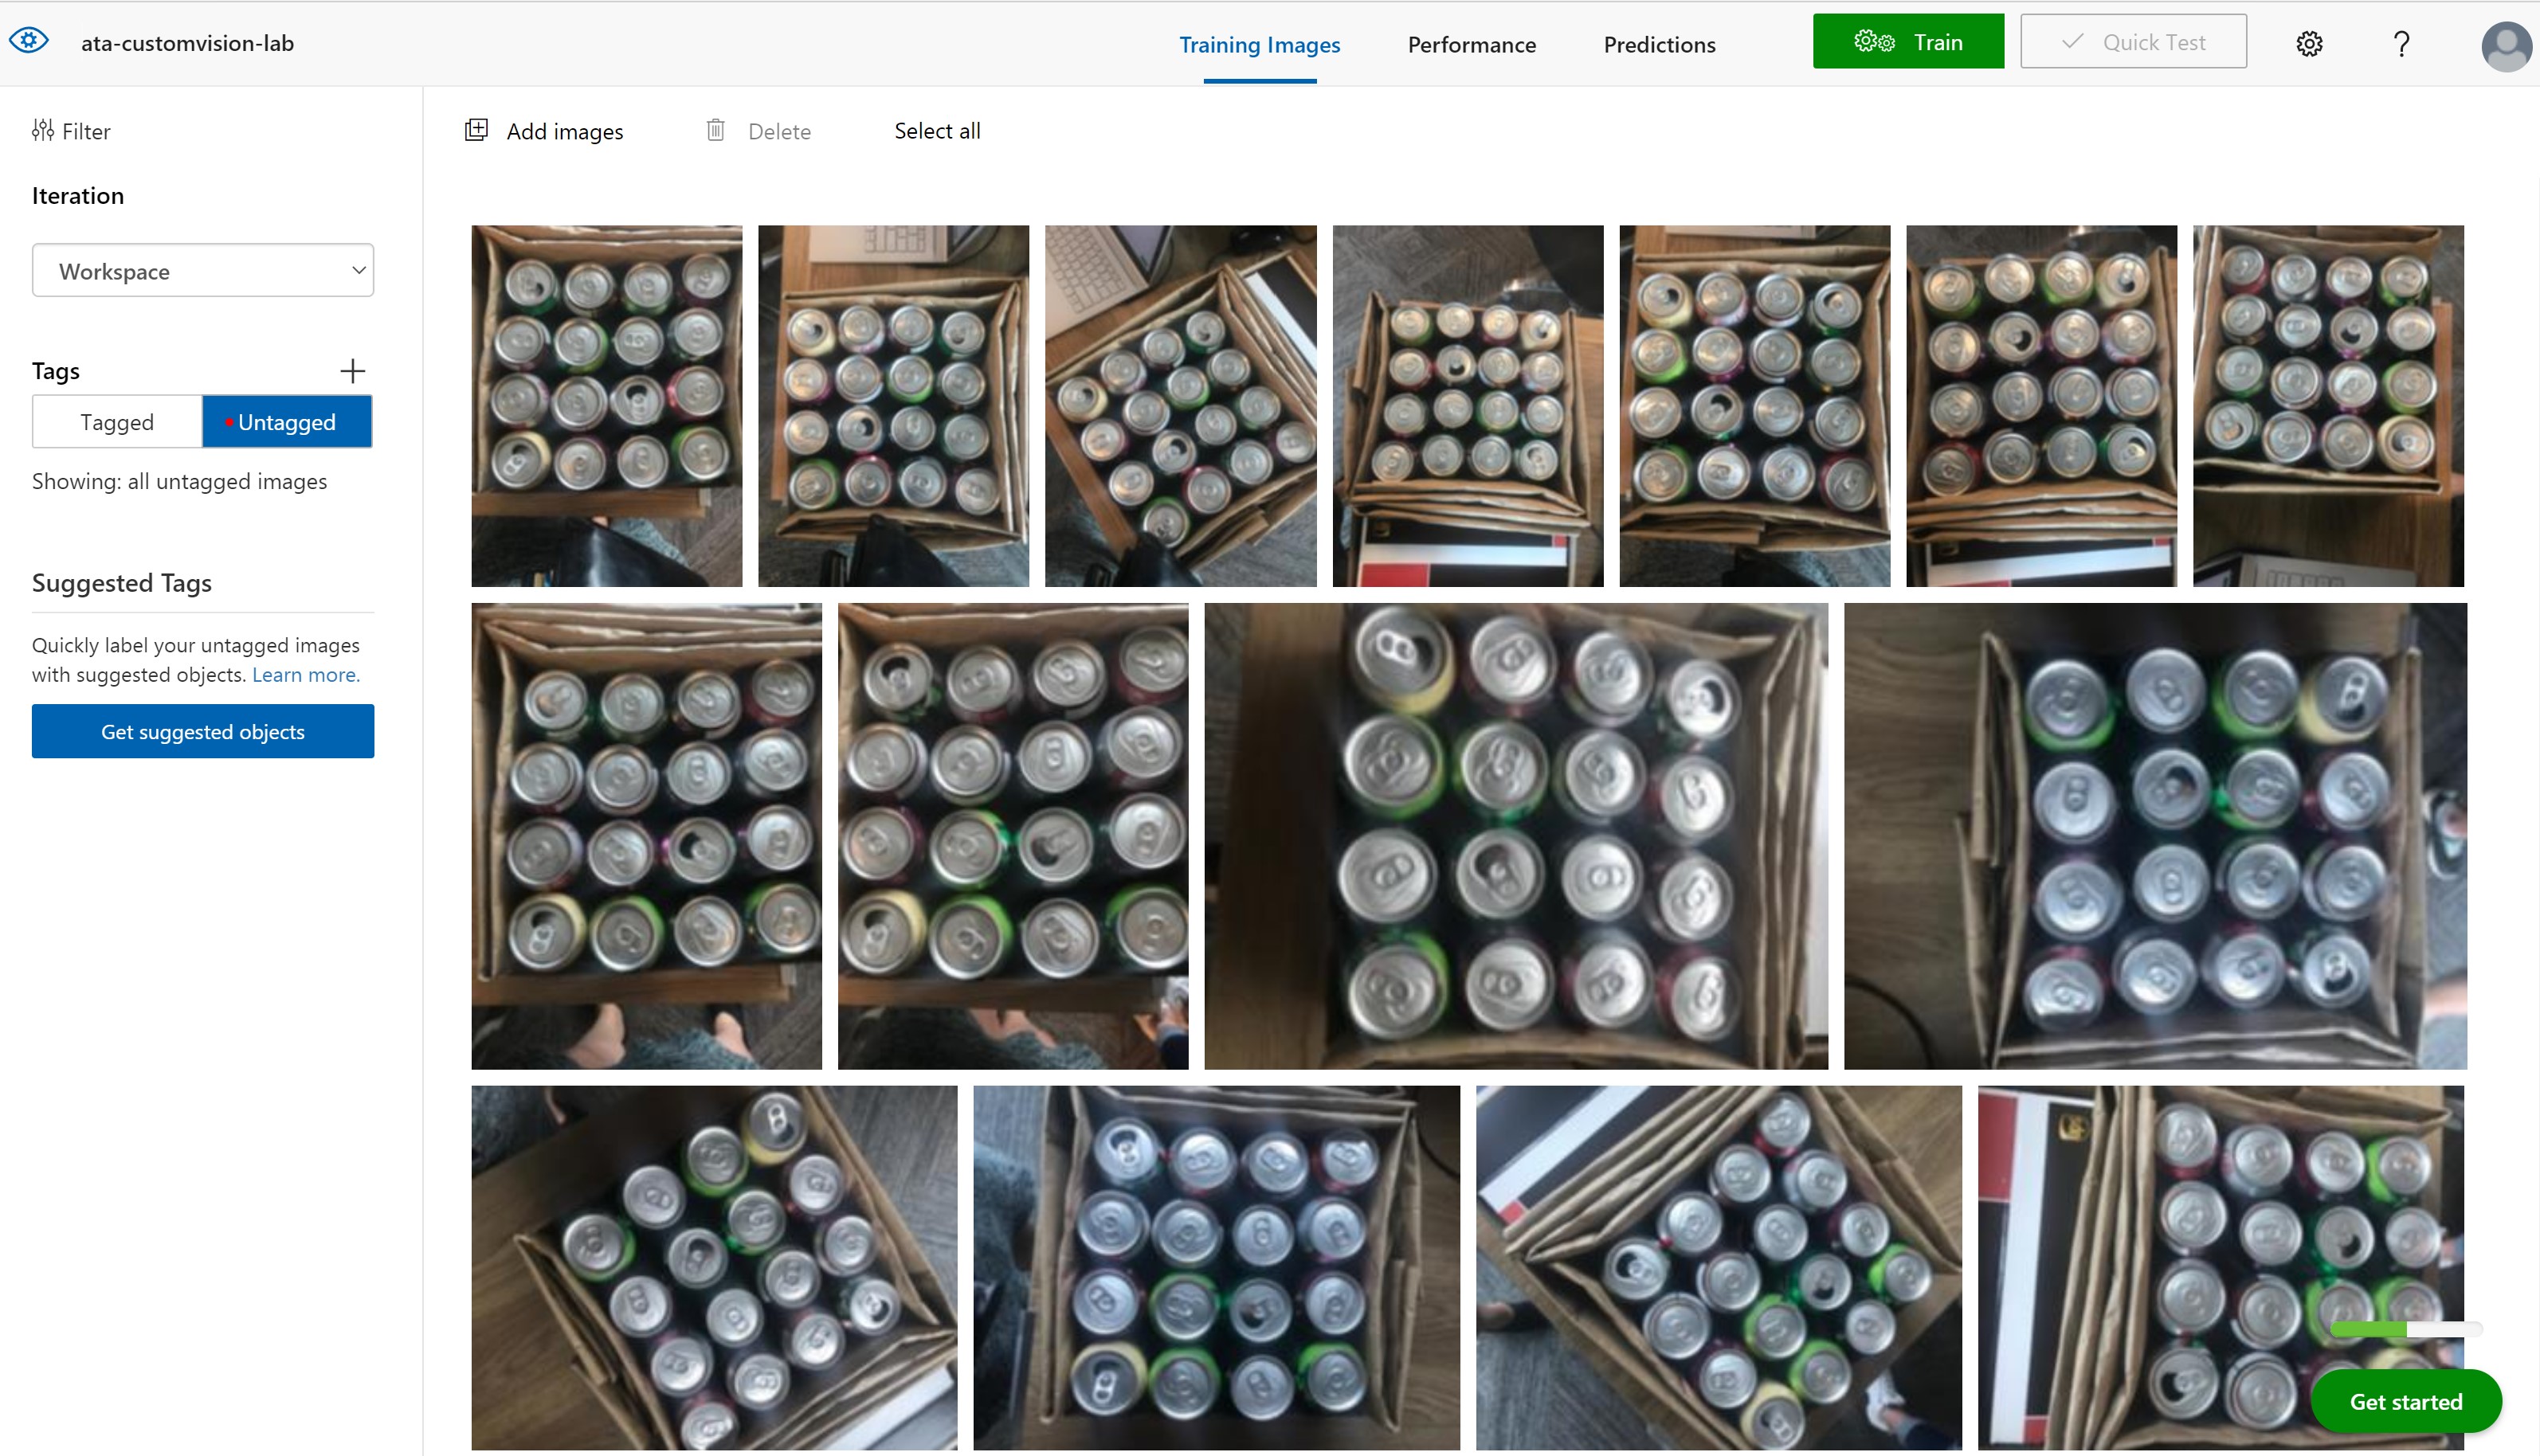 ata-customvision-lab
Training Images
Performance
Predictions
Train
Quick Test
?
Filter
Add images
Delete
Select all
Iteration
Workspace
Tags
Tagged
Untagged
Showing: all untagged images
Suggested Tags
Quickly label your untagged images
with suggested objects. Learn more.
Get suggested objects
Get started